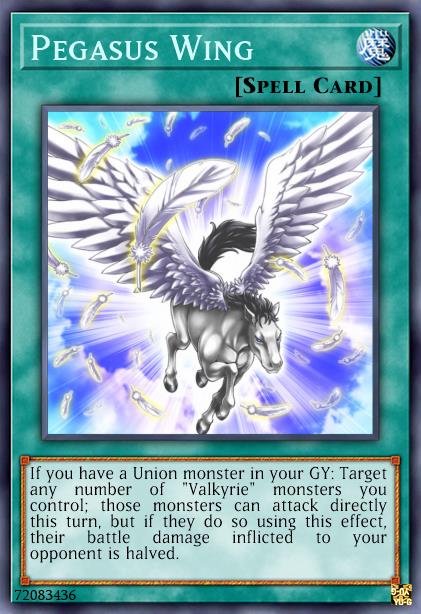 Pegasus Wing
魔
[Spell Card]
If you have a Union monster in your GY: Target
any number of "Valkyrie" monsters you
control; those monsters can attack directly
this turn, but if they do so using this effect,
their battle damage inflicted to your
opponent is halved.
72083436